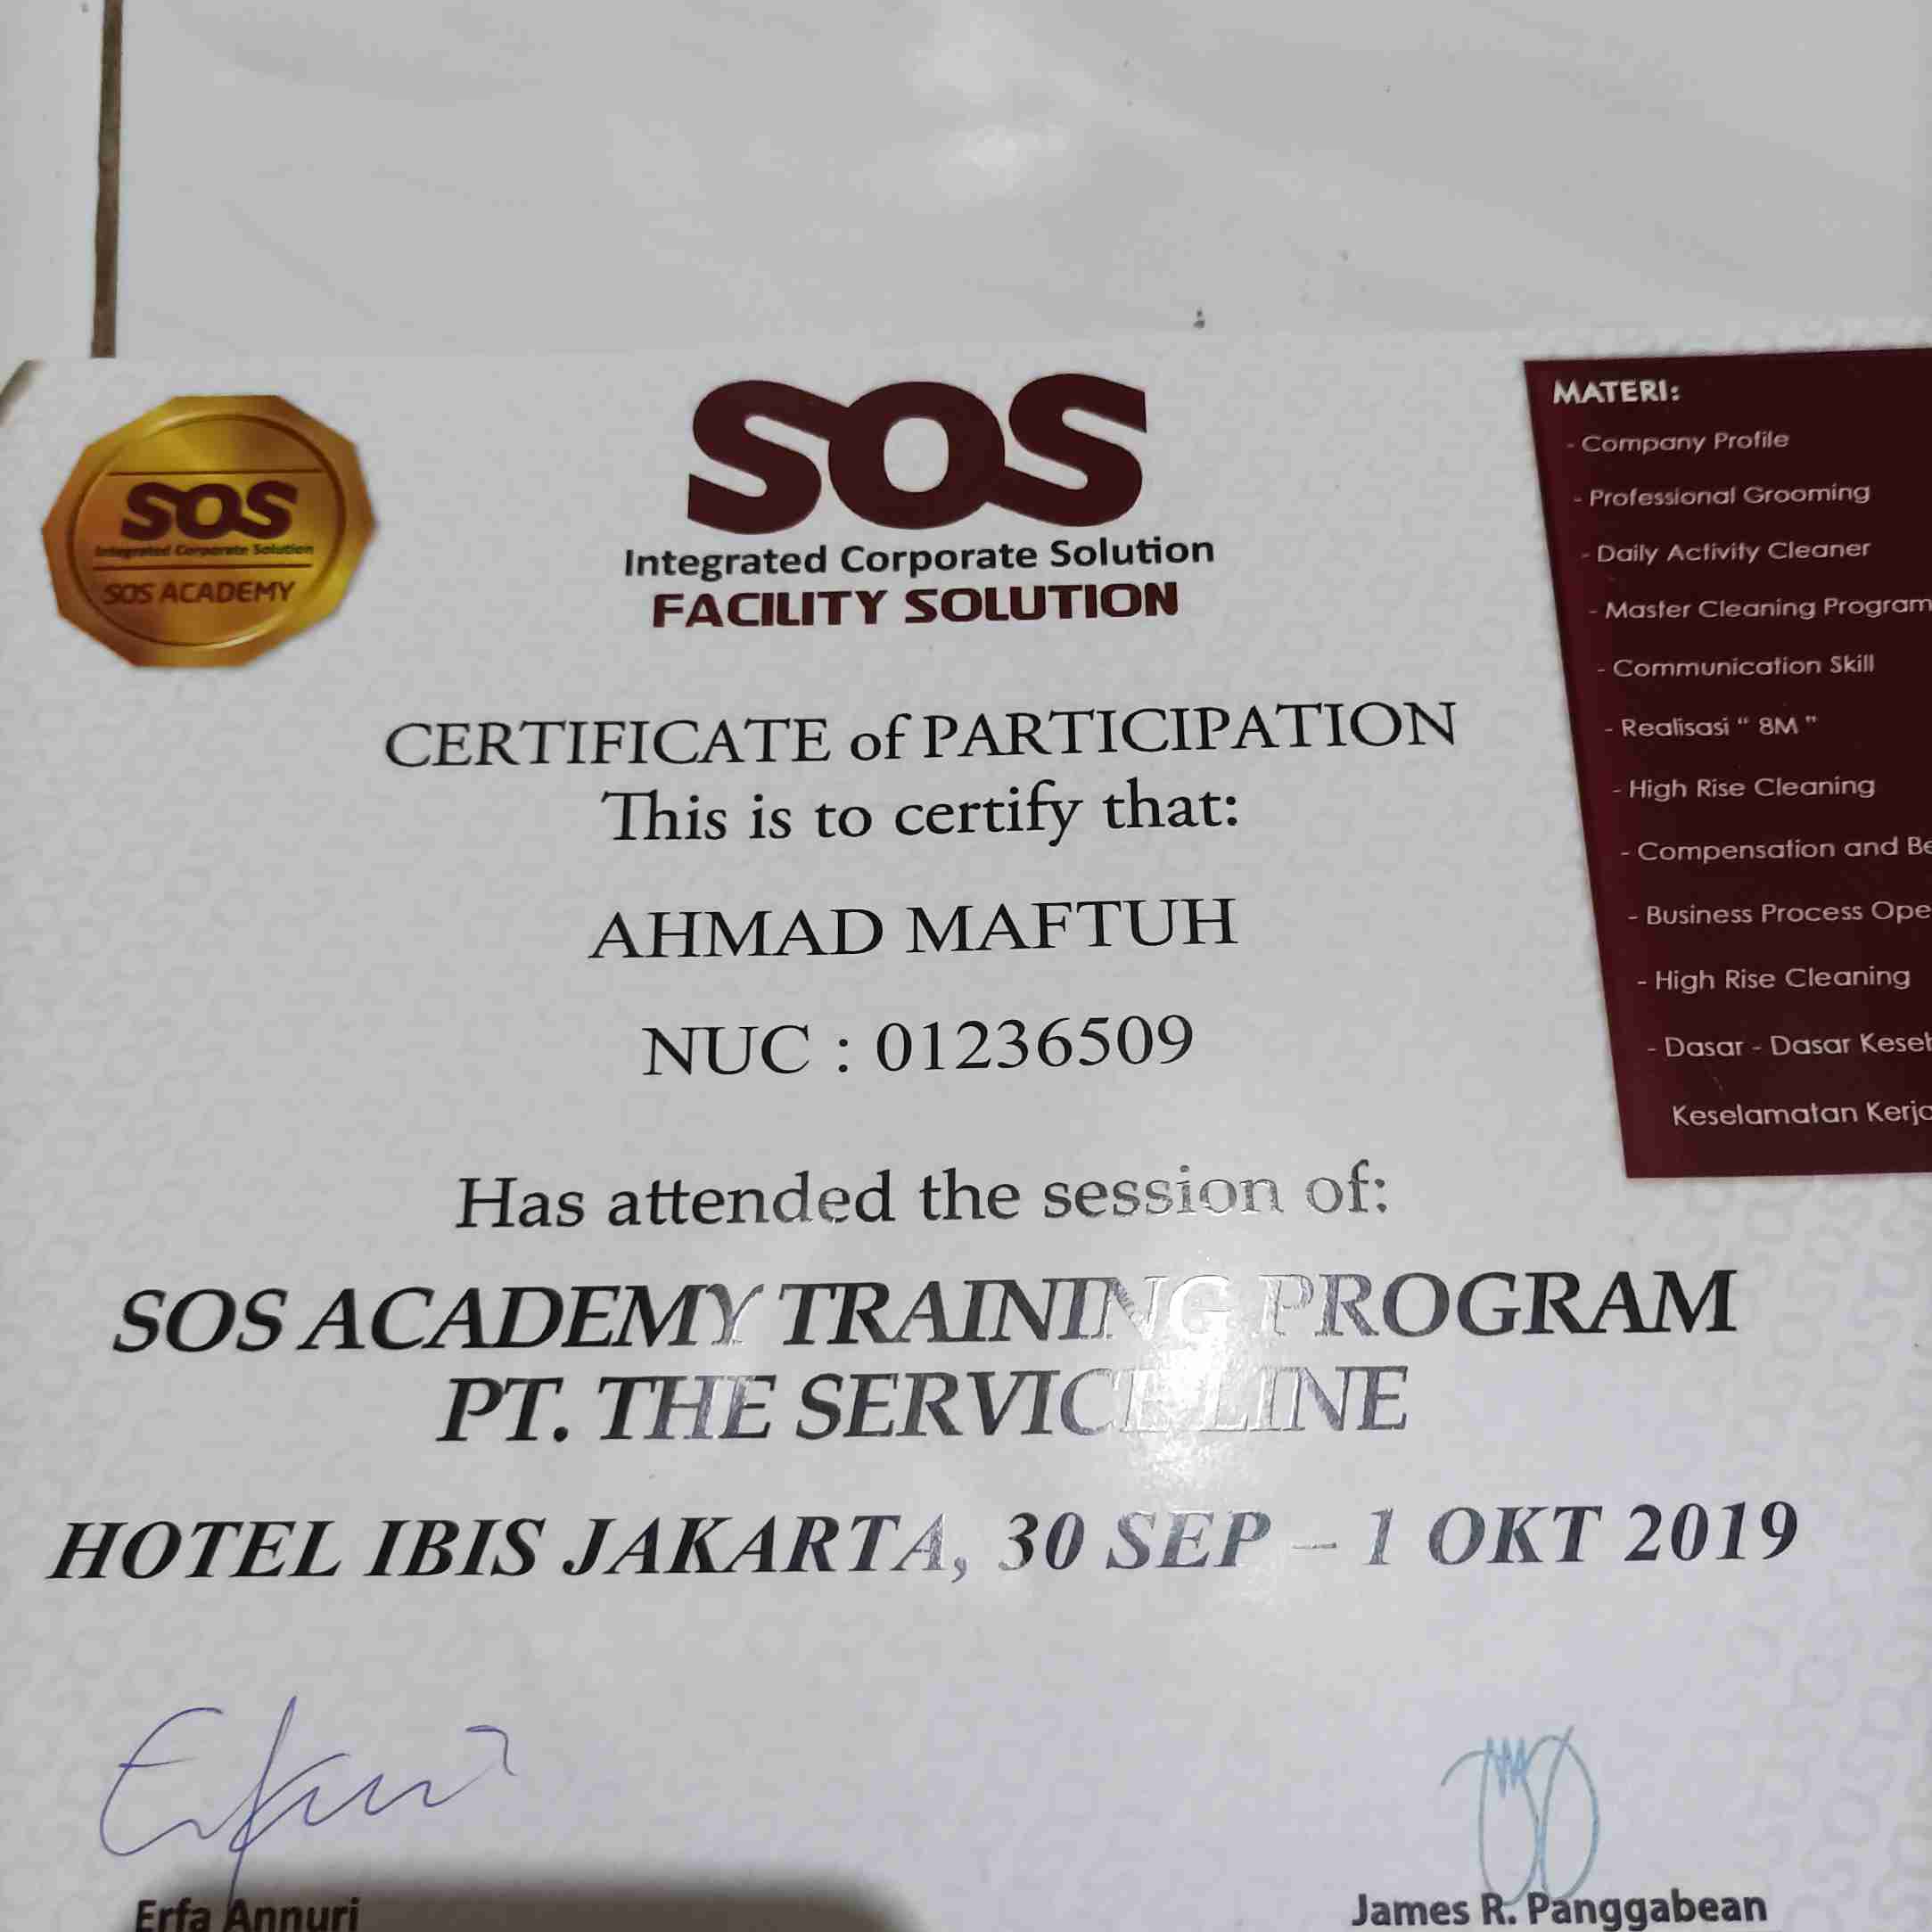 SOS
Integrated Corporate Solution
SOS ACADEMY
SOS
Integrated Corporate Solution
FACILITY SOLUTION
CERTIFICATE of PARTICIPATION
This is to certify that:
AHMAD MAFTUH
NUC : 01236509
Has attended the session of:
SOS ACADEMY TRAINING PROGRAM
PT. THE SERVICE LINE
HOTEL IBIS JAKARTA, 30 SEP – 1 OKT 2019
Erfa Annuri
James R. Panggabean
MATERI:
- Company Profile
- Professional Grooming
- Daily Activity Cleaner
- Master Cleaning Program
- Communication Skill
- Realisasi “ 8M ”
- High Rise Cleaning
- Compensation and
- Business Process
- High Rise Cleaning
- Dasar - Dasar
Keselamatan